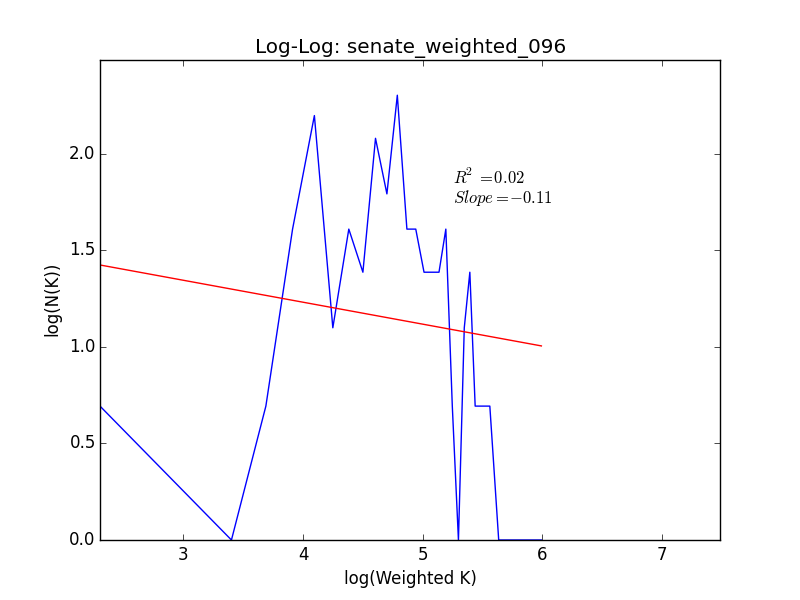 Log-Log: senate_weighted_096
log(N(K))
2.0
1.5
1.0
0.5
0.0
R² =0.02
Slope=−0.11
3 4 5 6 7
log(Weighted K)